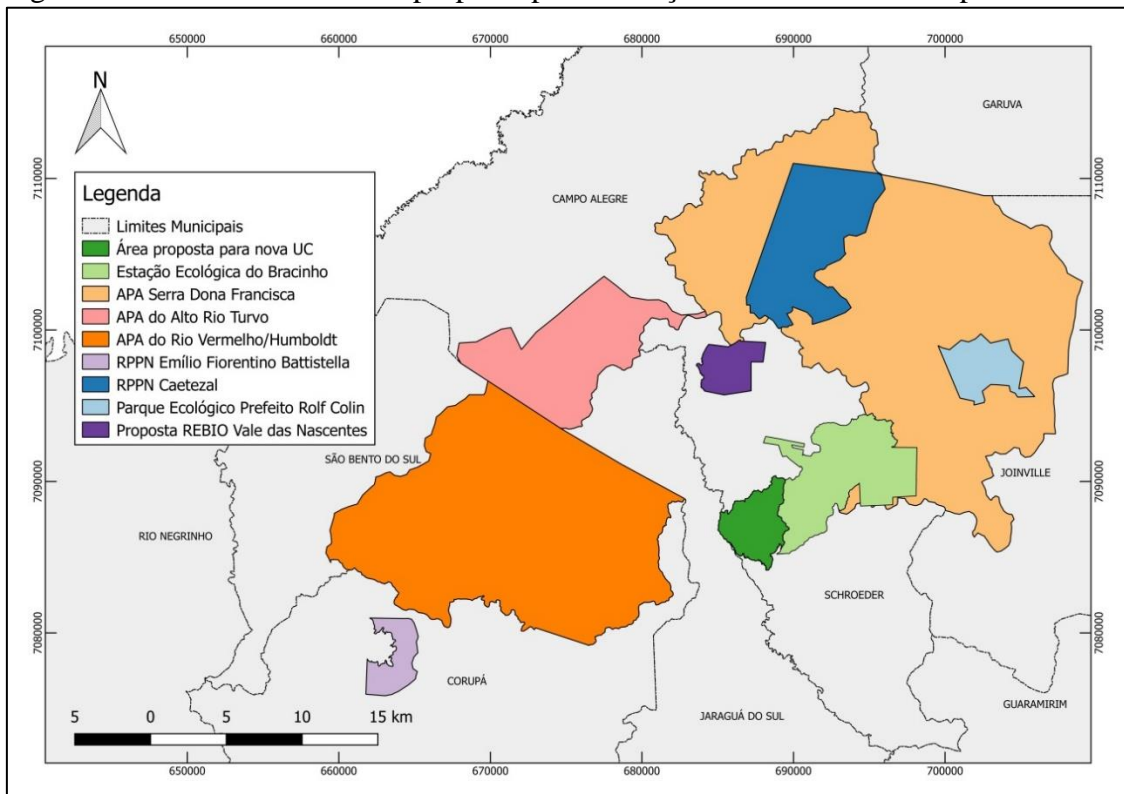 650000 660000 670000 680000 690000 700000
N
GARUVA
7110000 7110000
Legenda
CAMPO ALEGRE
Limites Municipais
Área proposta para nova UC
Estação Ecológica do Bracinho
APA Serra Dona Francisca
7100000 7100000
APA do Alto Rio Turvo
APA do Rio Vermelho/Humboldt
RPPN Emílio Fiorentino Battistella
RPPN Caetezal
Parque Ecológico Prefeito Rolf Colin
Proposta REBIO Vale das Nascentes
SÃO BENTO DO SUL
JOINVILLE
7090000 7090000
RIO NEGRINHO
SCHROEDER
7080000 7080000
CORUPÁ
GUARAMIRIM
JARAGUÁ DO SUL
5 0 5 10 15 km
650000 660000 670000 680000 690000 700000